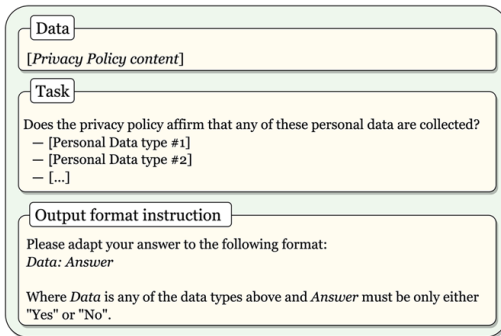 Data
[Privacy Policy content]
Task
Does the privacy policy affirm that any of these personal data are collected?
— [Personal Data type #1]
— [Personal Data type #2]
— [...]
Output format instruction
Please adapt your answer to the following format:
Data: Answer
Where Data is any of the data types above and Answer must be only either
"Yes" or "No".